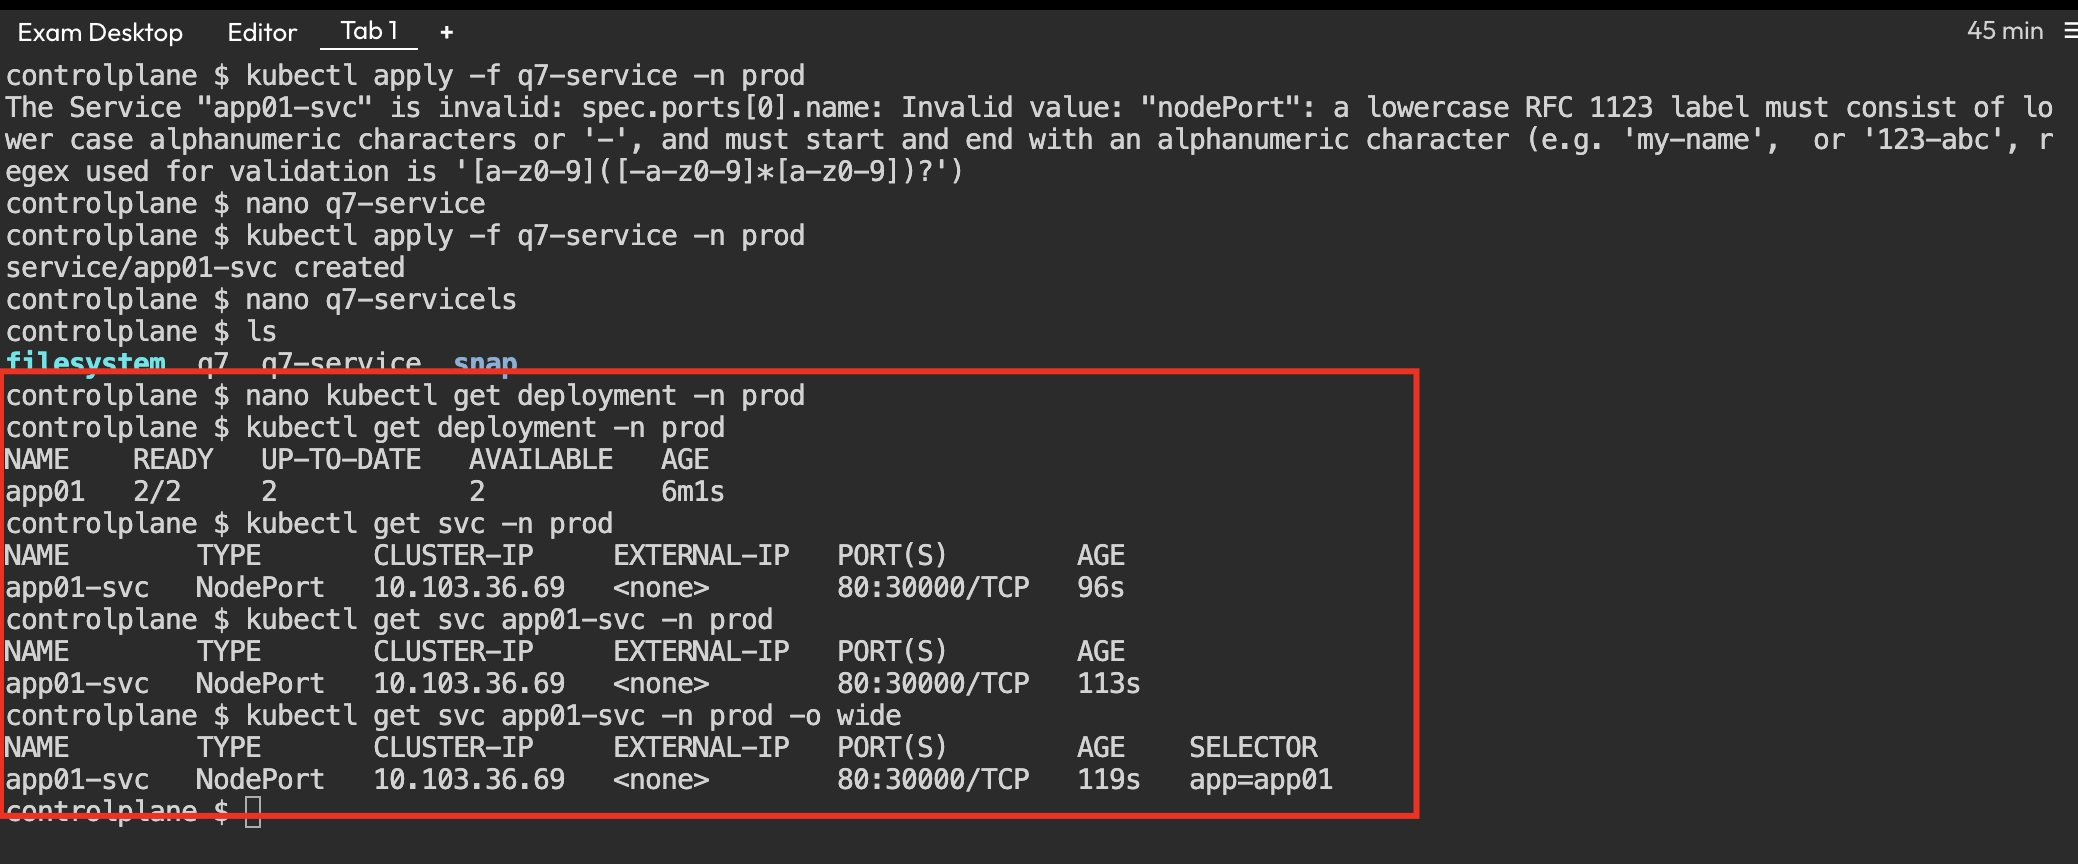 Exam Desktop Editor Tab 1 + 45 min
controlplane $ kubectl apply -f q7-service -n prod
The Service "app01-svc" is invalid: spec.ports[0].name: Invalid value: "nodePort": a lowercase RFC 1123 label must consist of lo
wer case alphanumeric characters or '-', and must start and end with an alphanumeric character (e.g. 'my-name',  or '123-abc', r
egex used for validation is '[a-z0-9]([-a-z0-9]*[a-z0-9])?')
controlplane $ nano q7-service
controlplane $ kubectl apply -f q7-service -n prod
service/app01-svc created
controlplane $ nano q7-servicels
controlplane $ ls
filesystem  q7  q7-service  snap
controlplane $ nano kubectl get deployment -n prod
controlplane $ kubectl get deployment -n prod
NAME    READY   UP-TO-DATE   AVAILABLE   AGE
app01   2/2     2            2           6m1s
controlplane $ kubectl get svc -n prod
NAME        TYPE       CLUSTER-IP     EXTERNAL-IP   PORT(S)        AGE
app01-svc   NodePort   10.103.36.69   <none>        80:30000/TCP   96s
controlplane $ kubectl get svc app01-svc -n prod
NAME        TYPE       CLUSTER-IP     EXTERNAL-IP   PORT(S)        AGE
app01-svc   NodePort   10.103.36.69   <none>        80:30000/TCP   113s
controlplane $ kubectl get svc app01-svc -n prod -o wide
NAME        TYPE       CLUSTER-IP     EXTERNAL-IP   PORT(S)        AGE    SELECTOR
app01-svc   NodePort   10.103.36.69   <none>        80:30000/TCP   119s   app=app01
controlplane $